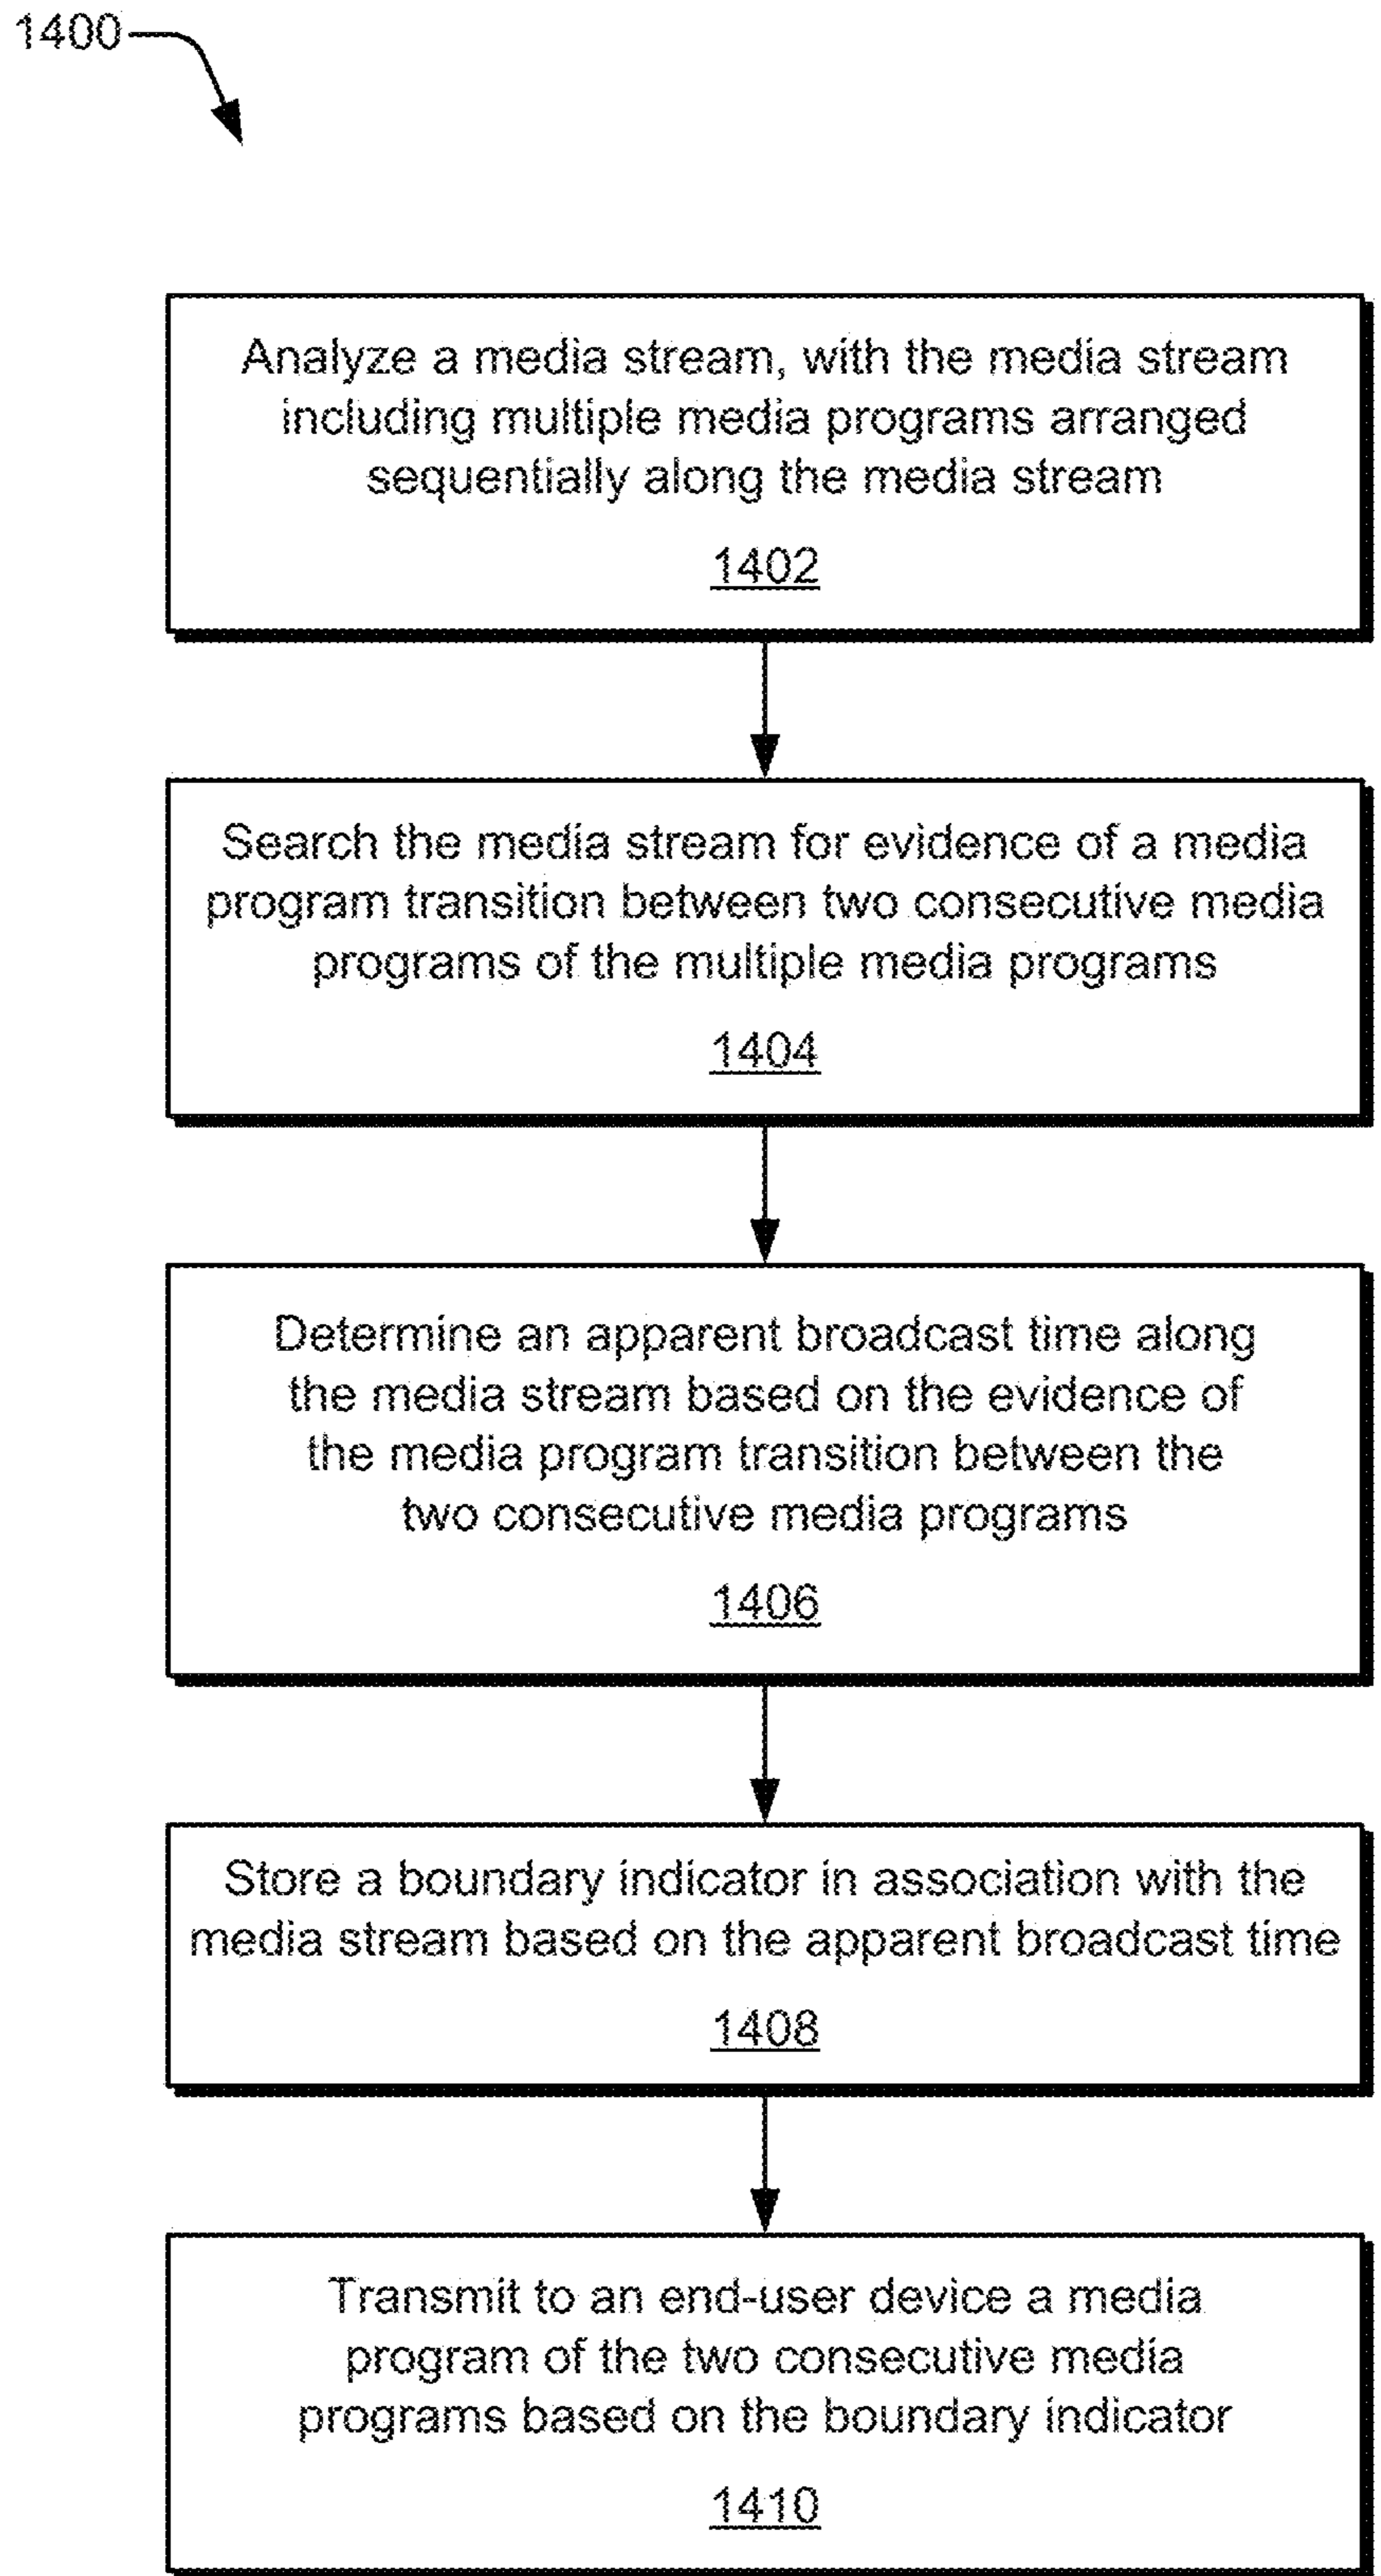 1400
Analyze a media stream, with the media stream
including multiple media programs arranged
sequentially along the media stream
1402
Search the media stream for evidence of a media
program transition between two consecutive media
programs of the multiple media programs
1404
Determine an apparent broadcast time along
the media stream based on the evidence of
the media program transition between the
two consecutive media programs
1406
Store a boundary indicator in association with the
media stream based on the apparent broadcast time
1408
Transmit to an end-user device a media
program of the two consecutive media
programs based on the boundary indicator
1410